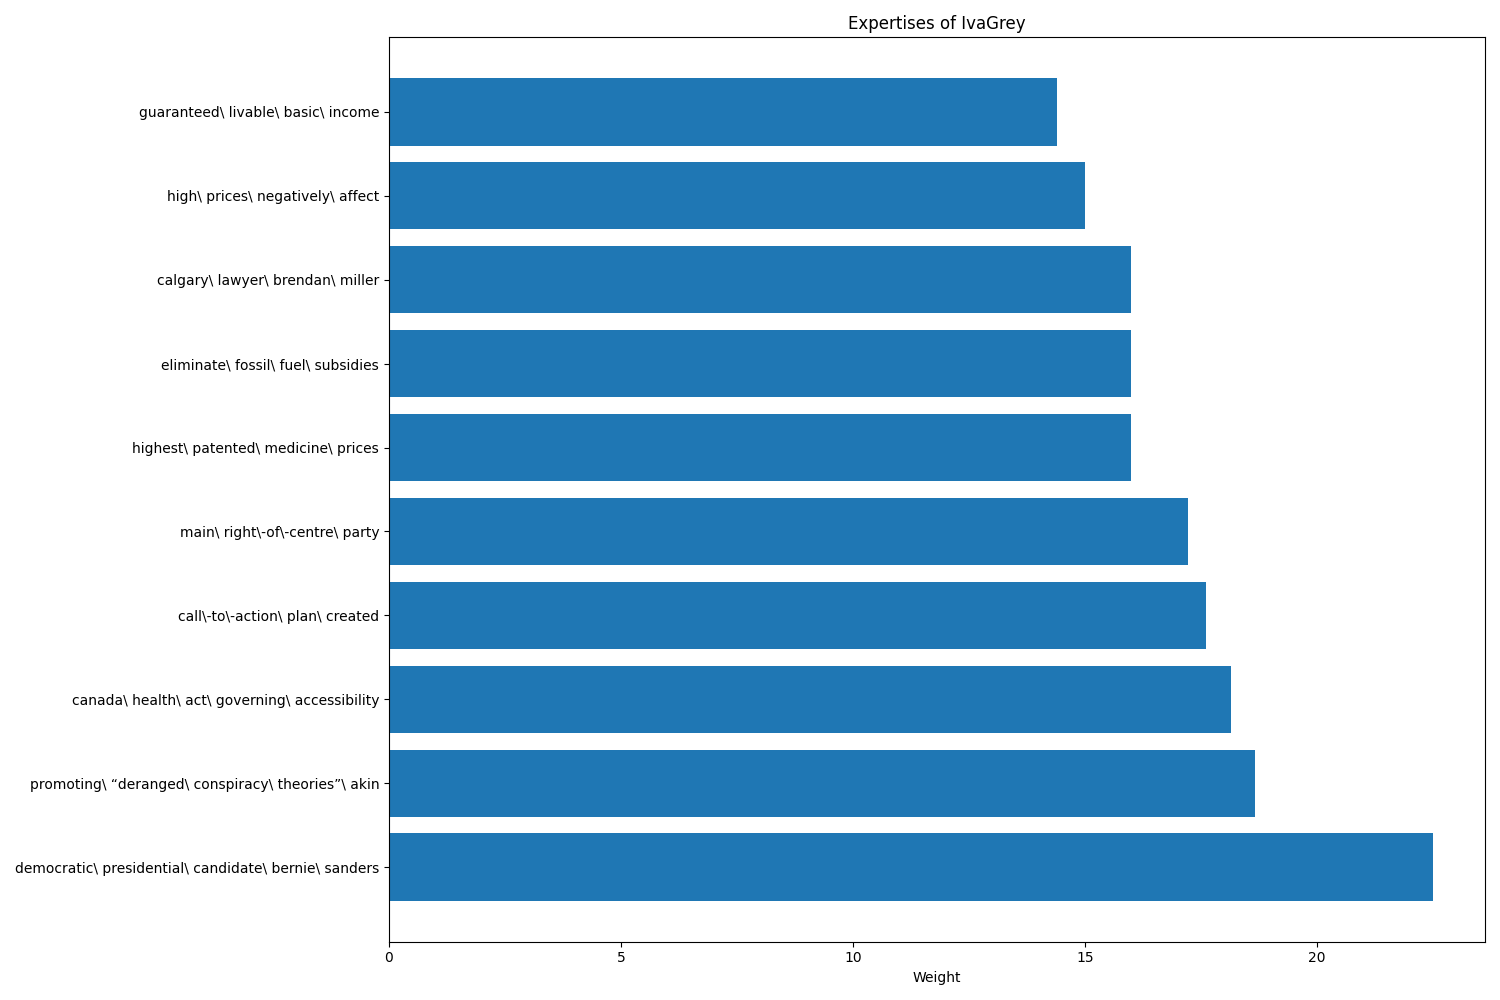 Expertises of IvaGrey
guaranteed\ livable\ basic\ income
high\ prices\ negatively\ affect
calgary\ lawyer\ brendan\ miller
eliminate\ fossil\ fuel\ subsidies
highest\ patented\ medicine\ prices
main\ right\-of\-centre\ party
call\-to\-action\ plan\ created
canada\ health\ act\ governing\ accessibility
promoting\ “deranged\ conspiracy\ theories”\ akin
democratic\ presidential\ candidate\ bernie\ sanders
0 5 10 15 20
Weight